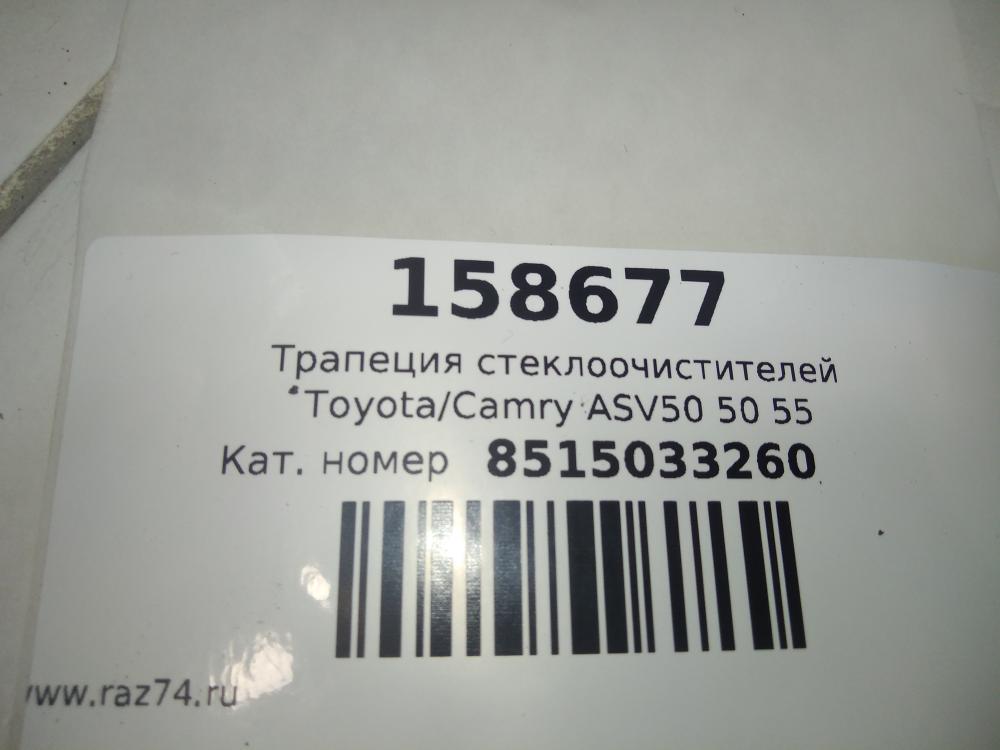 158677
Трапеция стеклоочистителей
Toyota/Camry ASV50 50 55
Кат. номер 8515033260
www.raz74.ru